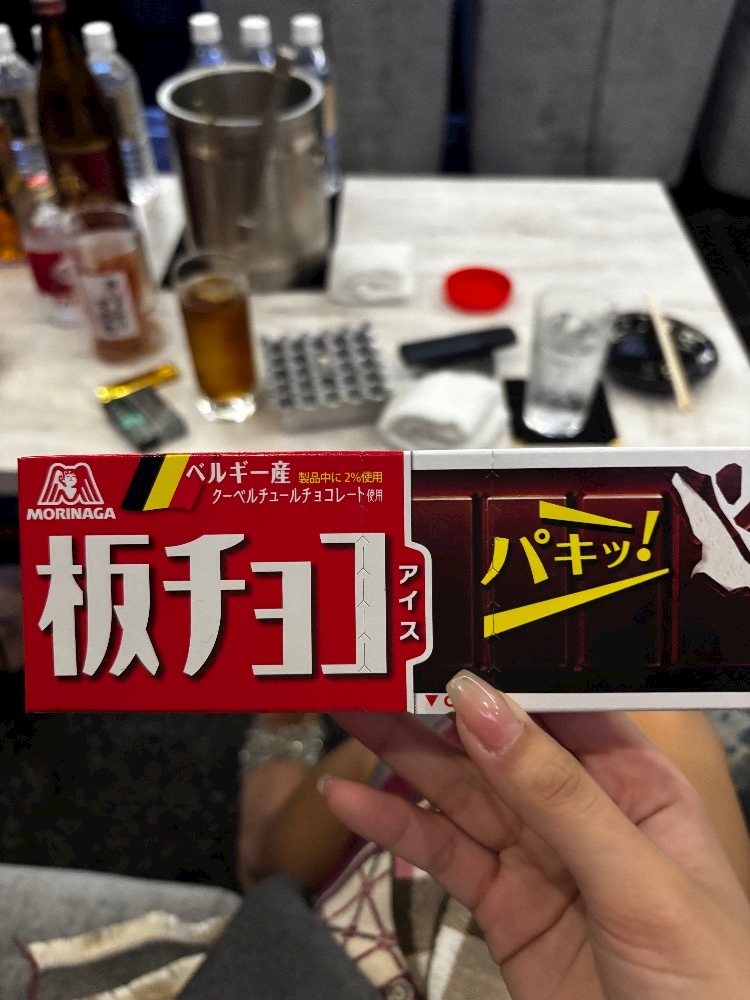 MORINAGA
ベルギー産 製品中に2%使用
クーベルチュールチョコレート使用
板チョコ
アイス
パキッ!